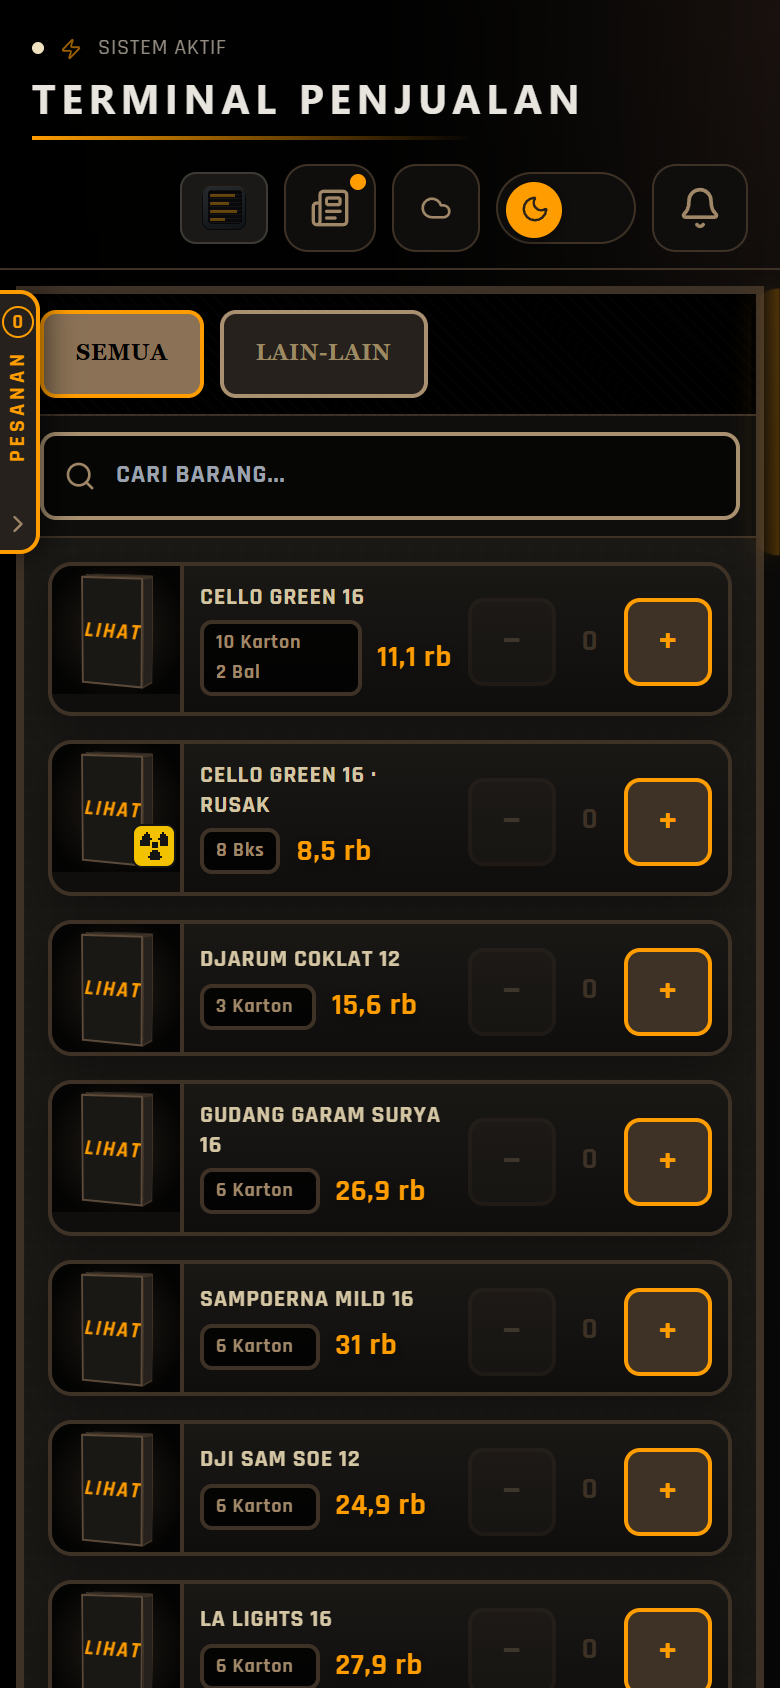 SISTEM AKTIF
TERMINAL PENJUALAN
0
PESANAN
SEMUA
LAIN-LAIN
CARI BARANG...
LIHAT
CELLO GREEN 16
10 Karton
2 Bal
11,1 rb
−
0
+
LIHAT
CELLO GREEN 16 ·
RUSAK
8 Bks
8,5 rb
−
0
+
LIHAT
DJARUM COKLAT 12
3 Karton
15,6 rb
−
0
+
LIHAT
GUDANG GARAM SURYA
16
6 Karton
26,9 rb
−
0
+
LIHAT
SAMPOERNA MILD 16
6 Karton
31 rb
−
0
+
LIHAT
DJI SAM SOE 12
6 Karton
24,9 rb
−
0
+
LIHAT
LA LIGHTS 16
6 Karton
27,9 rb
−
0
+